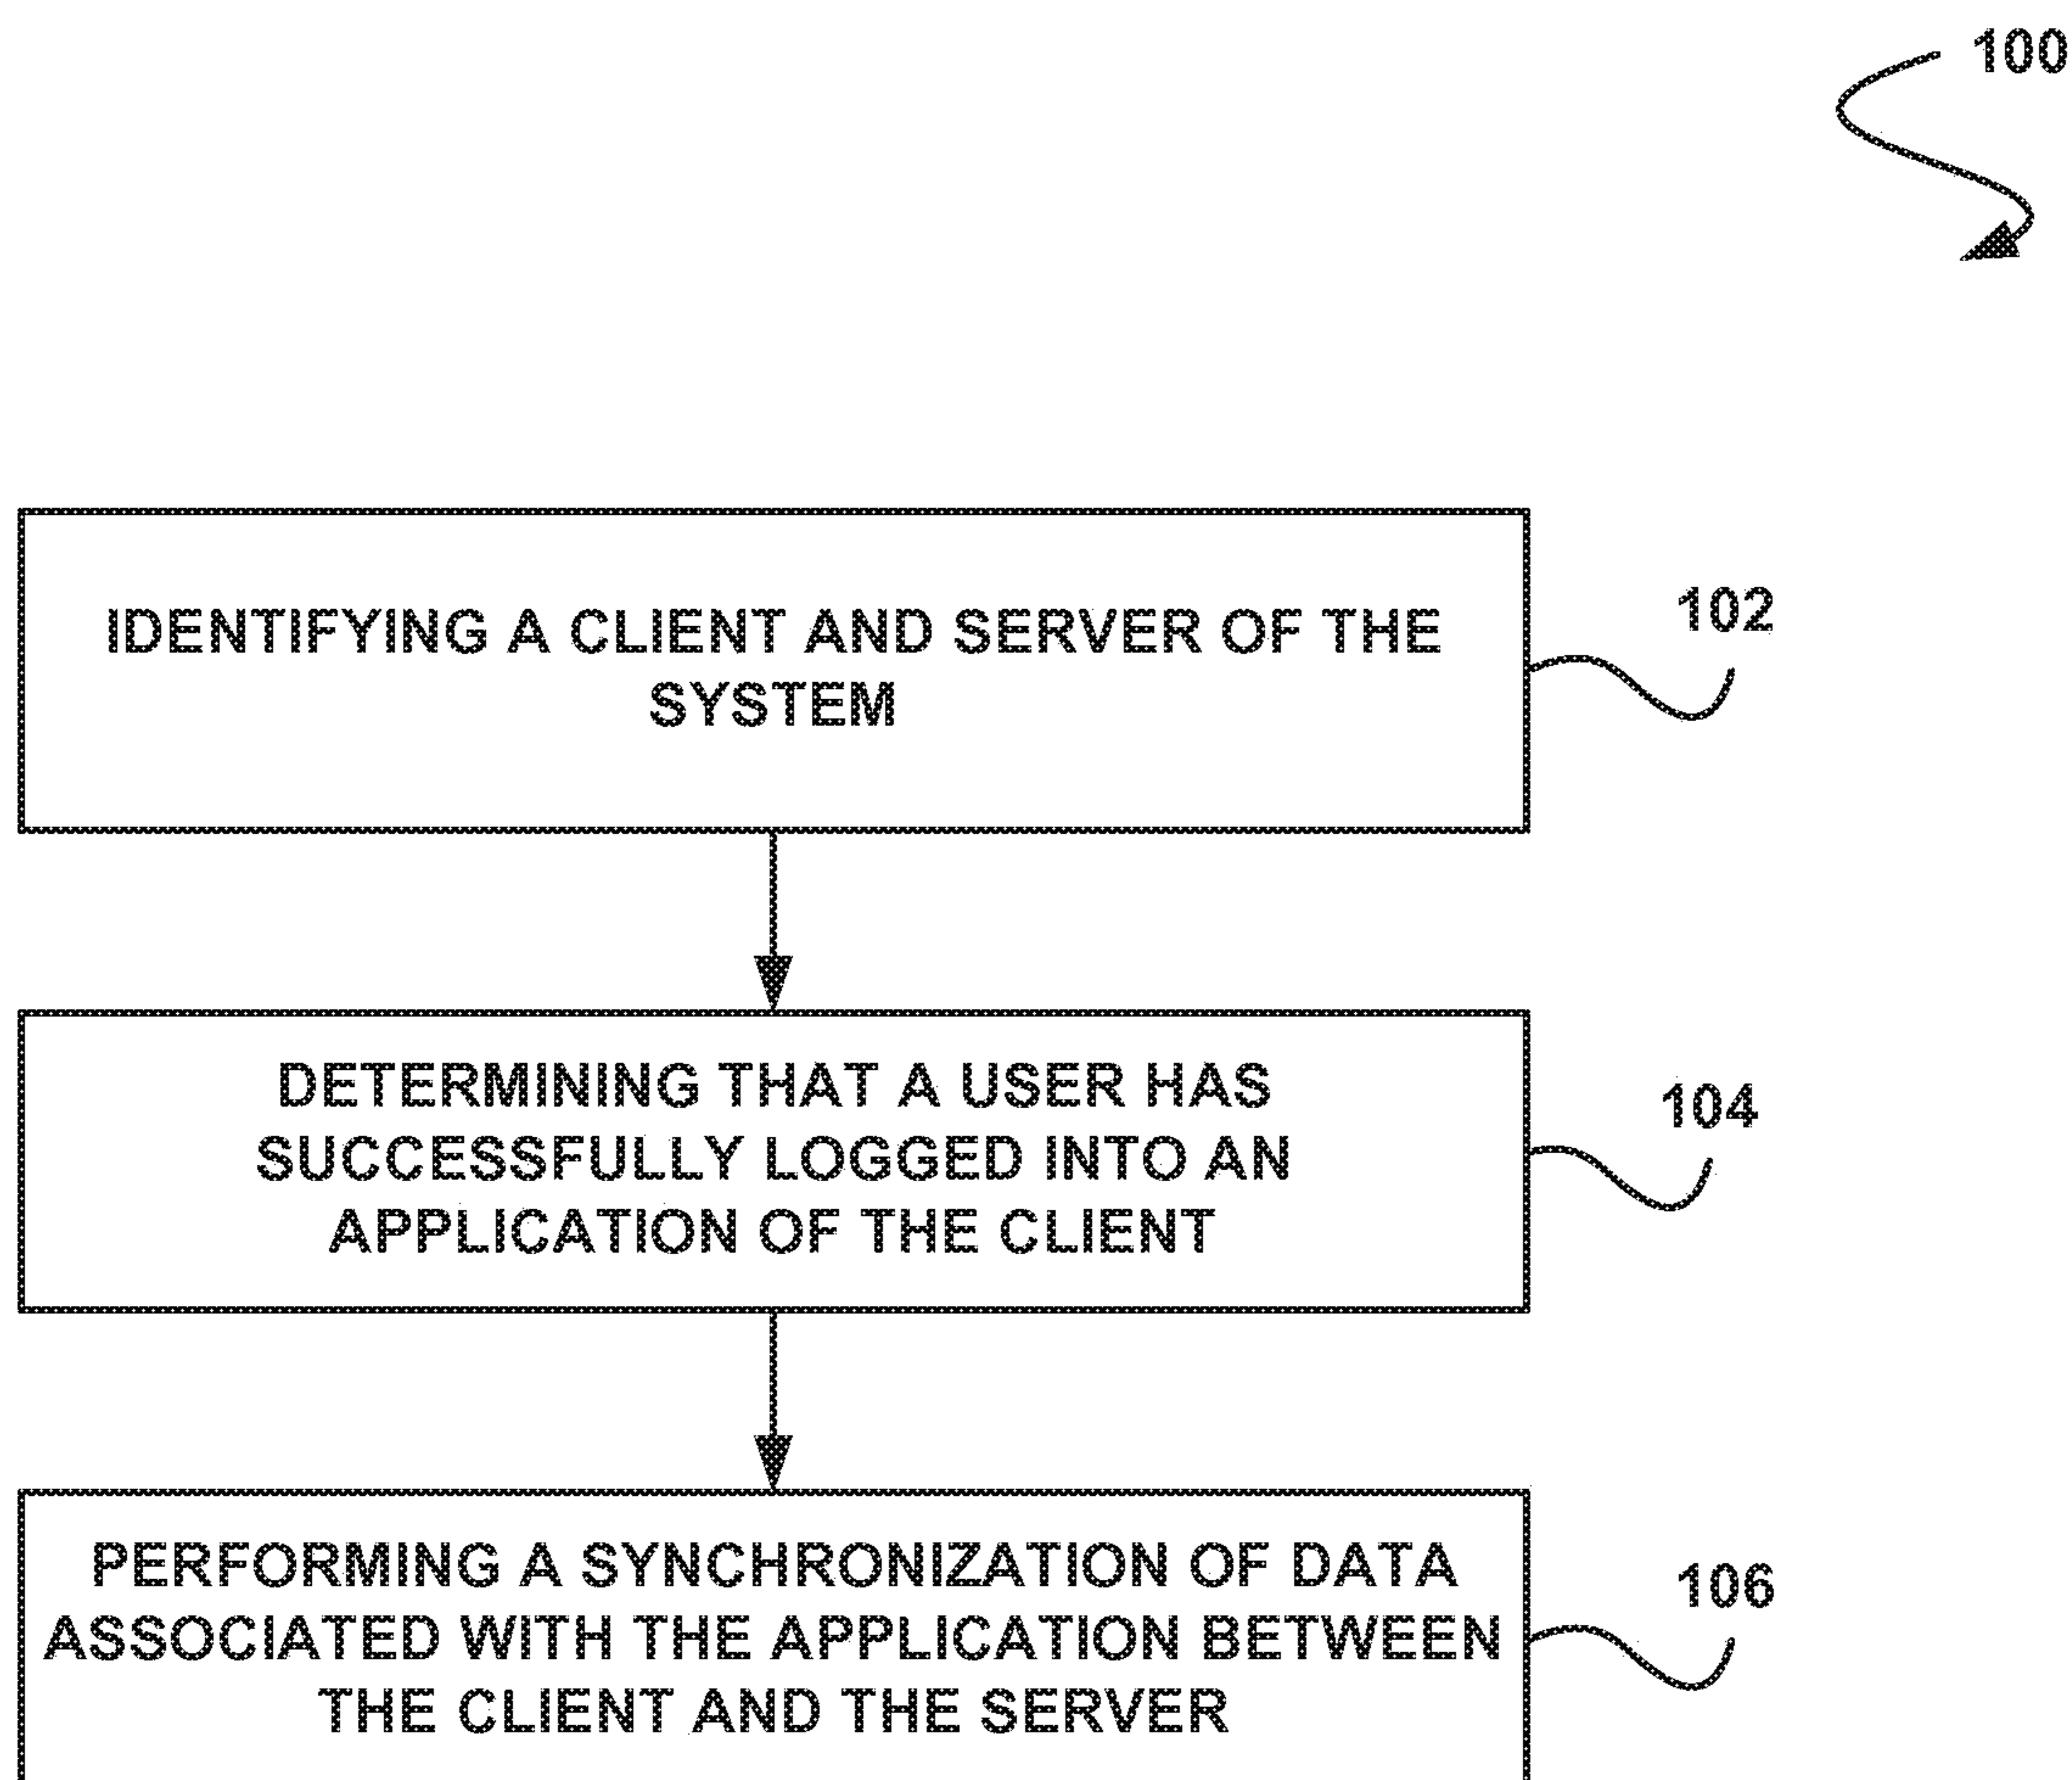 100
IDENTIFYING A CLIENT AND SERVER OF THE
SYSTEM
102
DETERMINING THAT A USER HAS
SUCCESSFULLY LOGGED INTO AN
APPLICATION OF THE CLIENT
104
PERFORMING A SYNCHRONIZATION OF DATA
ASSOCIATED WITH THE APPLICATION BETWEEN
THE CLIENT AND THE SERVER
106